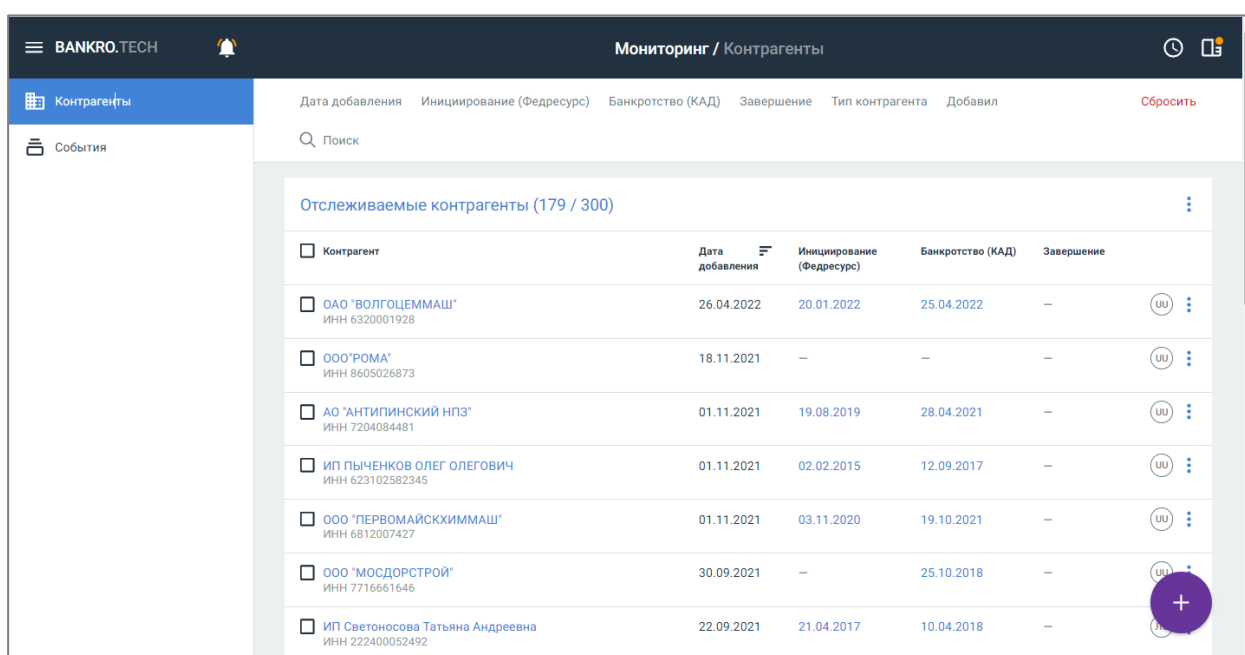 BANKRO.TECH
Мониторинг / Контрагенты
Контрагенты
События
Дата добавления Инициирование (Федресурс) Банкротство (КАД) Завершение Тип контрагента Добавил Сбросить
Поиск
Отслеживаемые контрагенты (179 / 300)
Контрагент Дата добавления Инициирование (Федресурс) Банкротство (КАД) Завершение
ОАО "ВОЛГОЦЕММАШ" 26.04.2022 20.01.2022 25.04.2022 — UU
ИНН 6320001928
ООО"РОМА" 18.11.2021 — — — UU
ИНН 8605026873
АО "АНТИПИНСКИЙ НПЗ" 01.11.2021 19.08.2019 28.04.2021 — UU
ИНН 7204084481
ИП ПЫЧЕНКОВ ОЛЕГ ОЛЕГОВИЧ 01.11.2021 02.02.2015 12.09.2017 — UU
ИНН 623102582345
ООО "ПЕРВОМАЙСКХИММАШ" 01.11.2021 03.11.2020 19.10.2021 — UU
ИНН 6812007427
ООО "МОСДОРСТРОЙ" 30.09.2021 — 25.10.2018 — UU
ИНН 7716661646
+
ИП Светоносова Татьяна Андреевна 22.09.2021 21.04.2017 10.04.2018 —
ИНН 222400052492